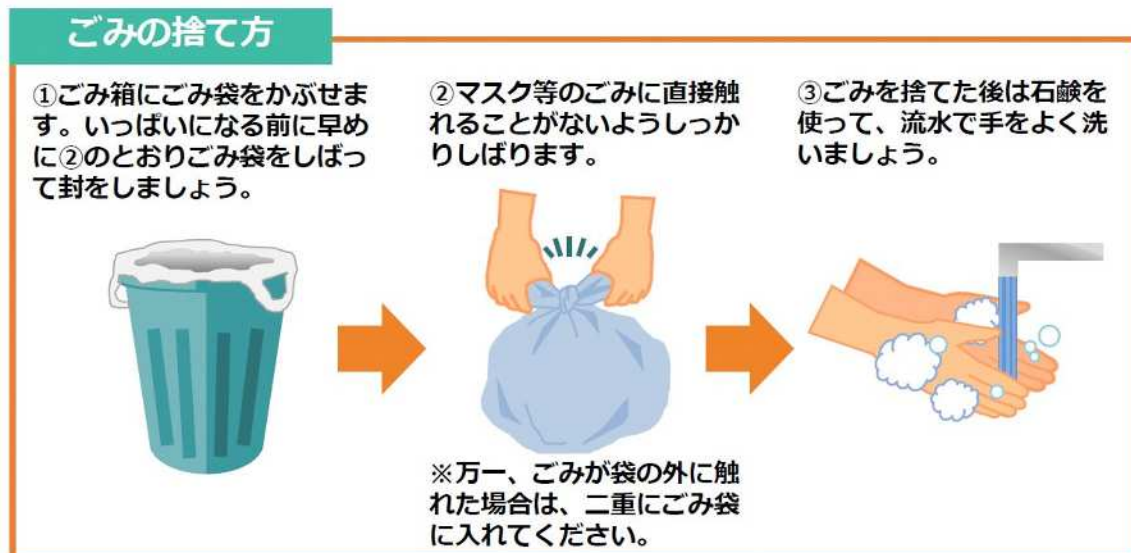 ごみの捨て方
①ごみ箱にごみ袋をかぶせま
す。いっぱいになる前に早め
に②のとおりごみ袋をしばっ
て封をしましょう。
②マスク等のごみに直接触
れることがないようしっか
りしばります。
※万一、ごみが袋の外に触
れた場合は、二重にごみ袋
に入れてください。
③ごみを捨てた後は石鹸を
使って、流水で手をよく洗
いましょう。